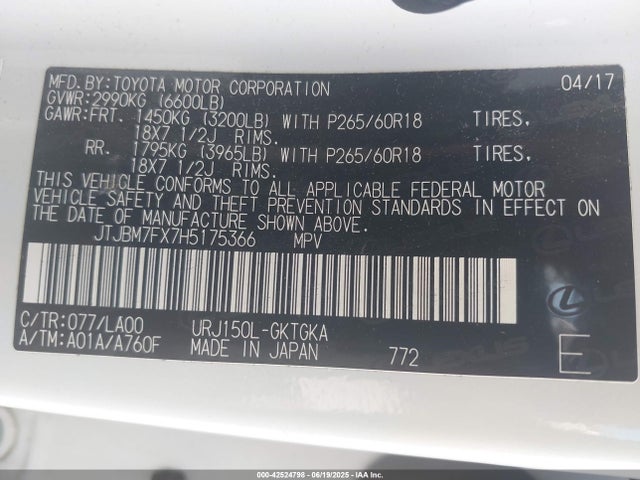 MFD.BY:TOYOTA MOTOR CORPORATION 04/17
GVWR:2990KG (6600LB)
GAWR:FRT. 1450KG (3200LB) WITH P265/60R18 TIRES,
18X7 1/2J RIMS.
RR. 1795KG (3965LB) WITH P265/60R18 TIRES,
18X7 1/2J RIMS.
THIS VEHICLE CONFORMS TO ALL APPLICABLE FEDERAL MOTOR
VEHICLE SAFETY AND THEFT PREVENTION STANDARDS IN EFFECT ON
THE DATE OF MANUFACTURE SHOWN ABOVE.
JTJBM7FX7H5175366 MPV
C/TR:077/LA00 URJ150L-GKTGKA
A/TM:A01A/A760F MADE IN JAPAN 772 E
000-42524798 - 06/19/2025 - IAA Inc.